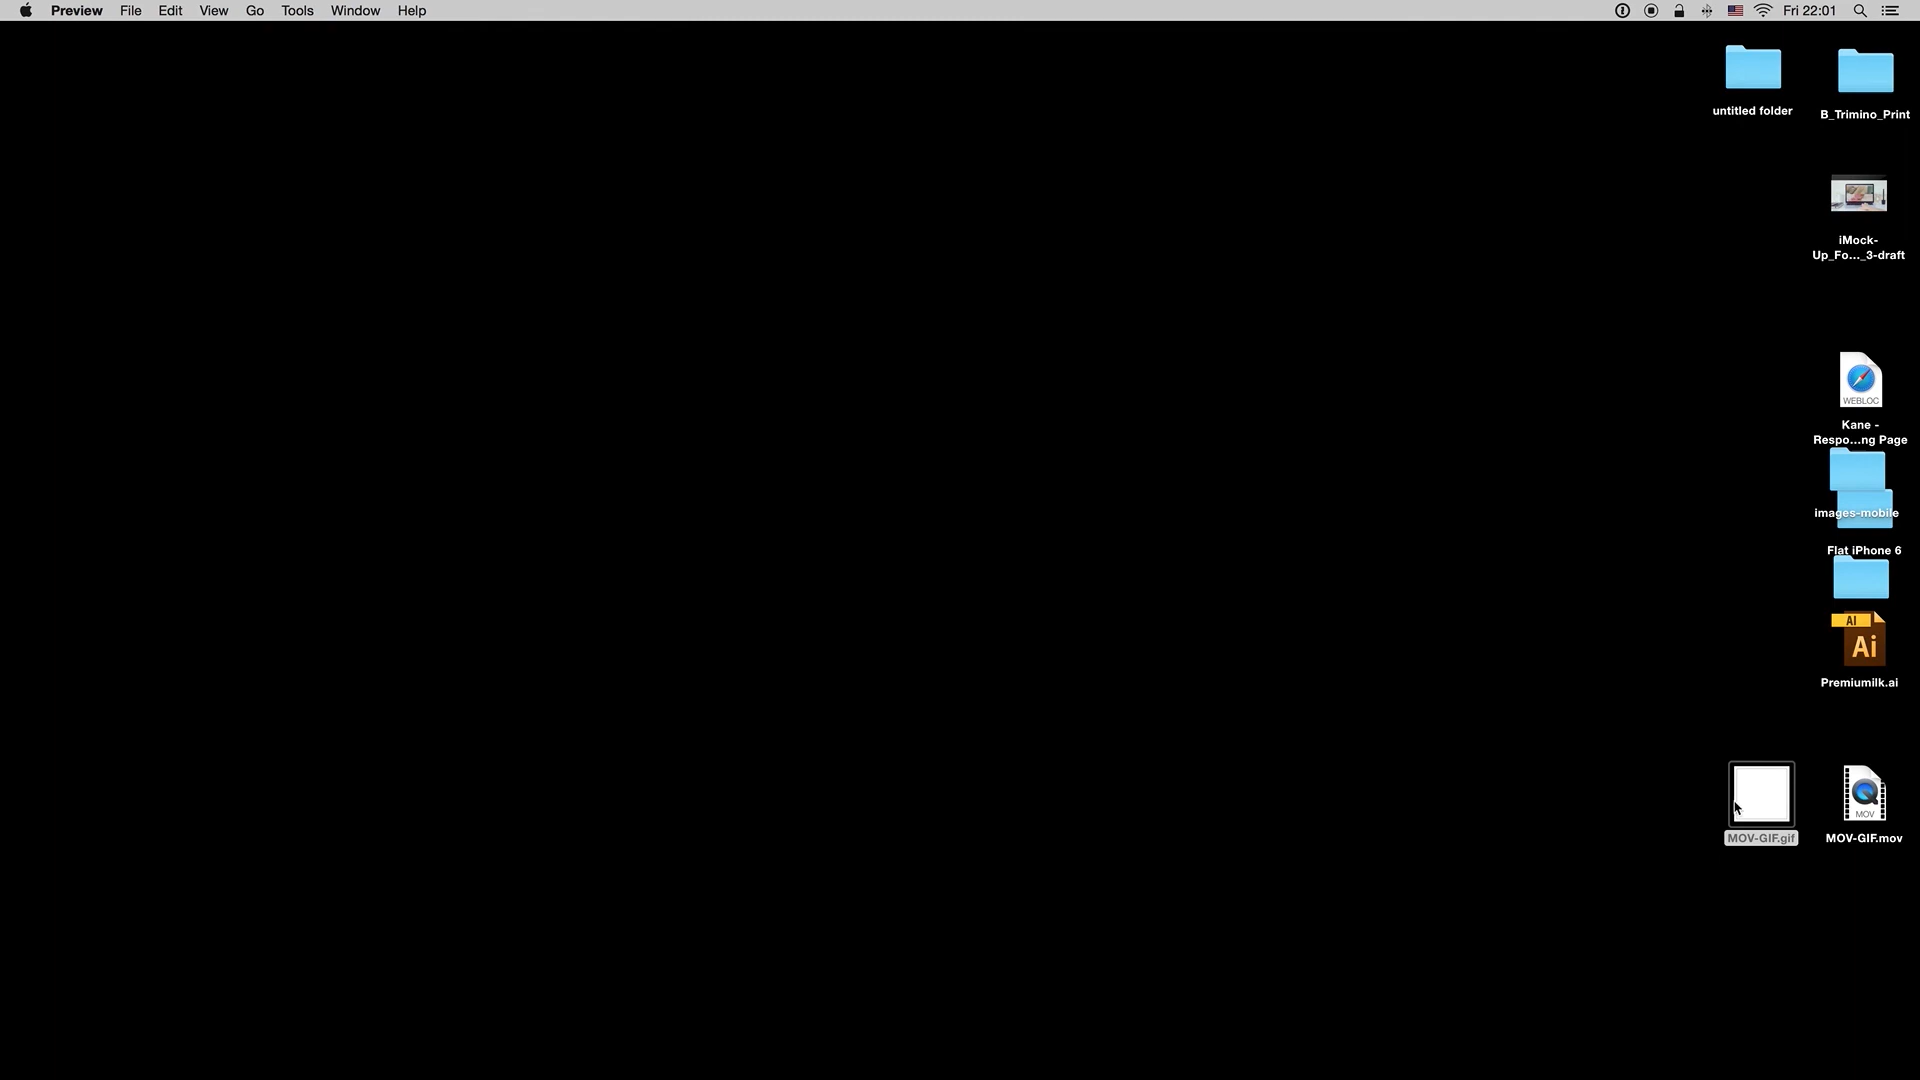 Preview File Edit View Go Tools Window Help Fri 22:01
untitled folder
B_Trimino_Print
iMock-
Up_Fo..._3-draft
WEBLOC
Kane -
Respo...ng Page
images-mobile
Flat iPhone 6
AI
Ai
Premiumilk.ai
MOV
MOV-GIF.gif
MOV-GIF.mov